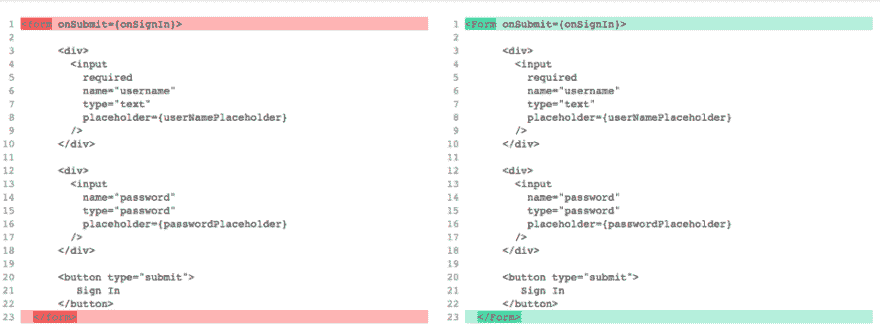 1 <form onSubmit={onSignIn}>
2
3 <div>
4 <input
5 required
6 name="username"
7 type="text"
8 placeholder={userNamePlaceholder}
9 />
10 </div>
11
12 <div>
13 <input
14 name="password"
15 type="password"
16 placeholder={passwordPlaceholder}
17 />
18 </div>
19
20 <button type="submit">
21 Sign In
22 </button>
23 </form>
1 <Form onSubmit={onSignIn}>
2
3 <div>
4 <input
5 required
6 name="username"
7 type="text"
8 placeholder={userNamePlaceholder}
9 />
10 </div>
11
12 <div>
13 <input
14 name="password"
15 type="password"
16 placeholder={passwordPlaceholder}
17 />
18 </div>
19
20 <button type="submit">
21 Sign In
22 </button>
23 </Form>